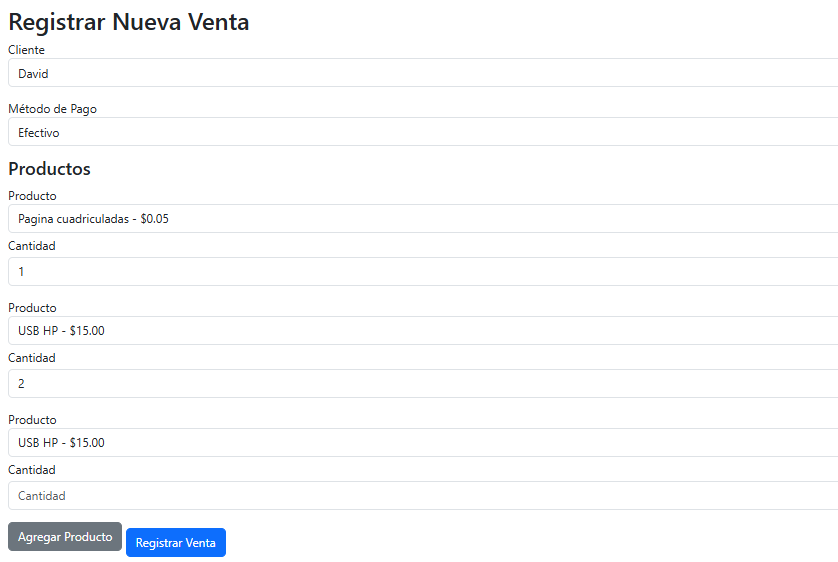 Registrar Nueva Venta
Cliente
David
Método de Pago
Efectivo
Productos
Producto
Pagina cuadriculadas - $0.05
Cantidad
1
Producto
USB HP - $15.00
Cantidad
2
Producto
USB HP - $15.00
Cantidad
Cantidad
Agregar Producto Registrar Venta